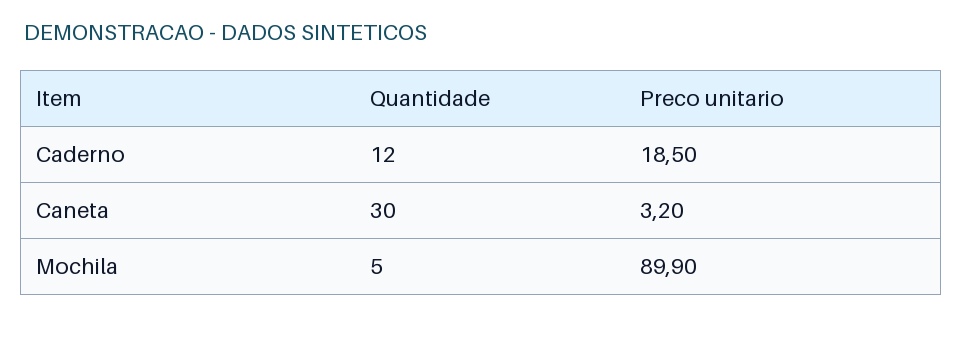 DEMONSTRACAO - DADOS SINTETICOS
Item Quantidade Preco unitario
Caderno 12 18,50
Caneta 30 3,20
Mochila 5 89,90